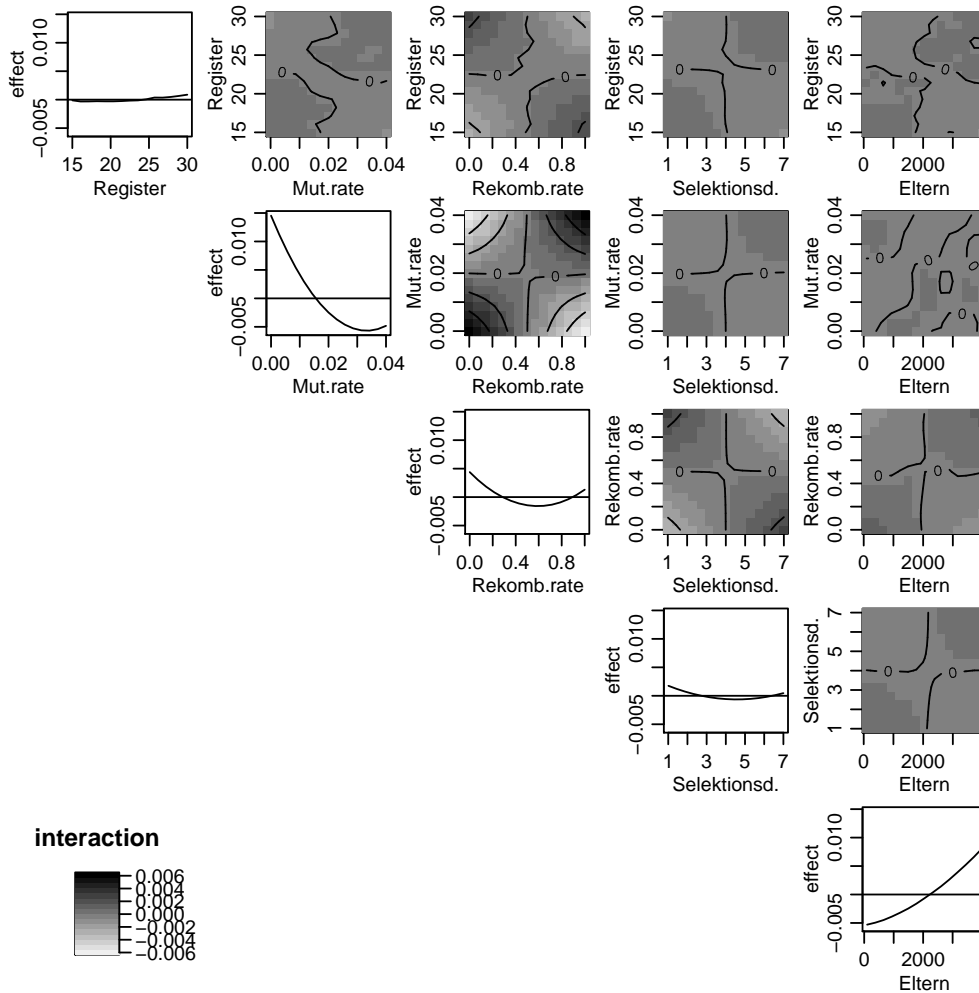 effect
−0.005 0.010
15 20 25 30
Register
Register
15 20 25 30
0 0
0.00 0.02 0.04
Mut.rate
Register
15 20 25 30
0 0
0.0 0.4 0.8
Rekomb.rate
Register
15 20 25 30
0 0
1 3 5 7
Selektionsd.
Register
15 20 25 30
0 0
0 2000
Eltern
effect
−0.005 0.010
0.00 0.02 0.04
Mut.rate
Mut.rate
0.00 0.02 0.04
0 0
0.0 0.4 0.8
Rekomb.rate
Mut.rate
0.00 0.02 0.04
0 0
1 3 5 7
Selektionsd.
Mut.rate
0.00 0.02 0.04
0 0 0 0
0 2000
Eltern
effect
−0.005 0.010
0.0 0.4 0.8
Rekomb.rate
Rekomb.rate
0.0 0.4 0.8
0 0
1 3 5 7
Selektionsd.
Rekomb.rate
0.0 0.4 0.8
0 0
0 2000
Eltern
effect
−0.005 0.010
1 3 5 7
Selektionsd.
Selektionsd.
1 3 5 7
0 0
0 2000
Eltern
effect
−0.005 0.010
0 2000
Eltern
interaction
0.006
0.004
0.002
0.000
−0.002
−0.004
−0.006